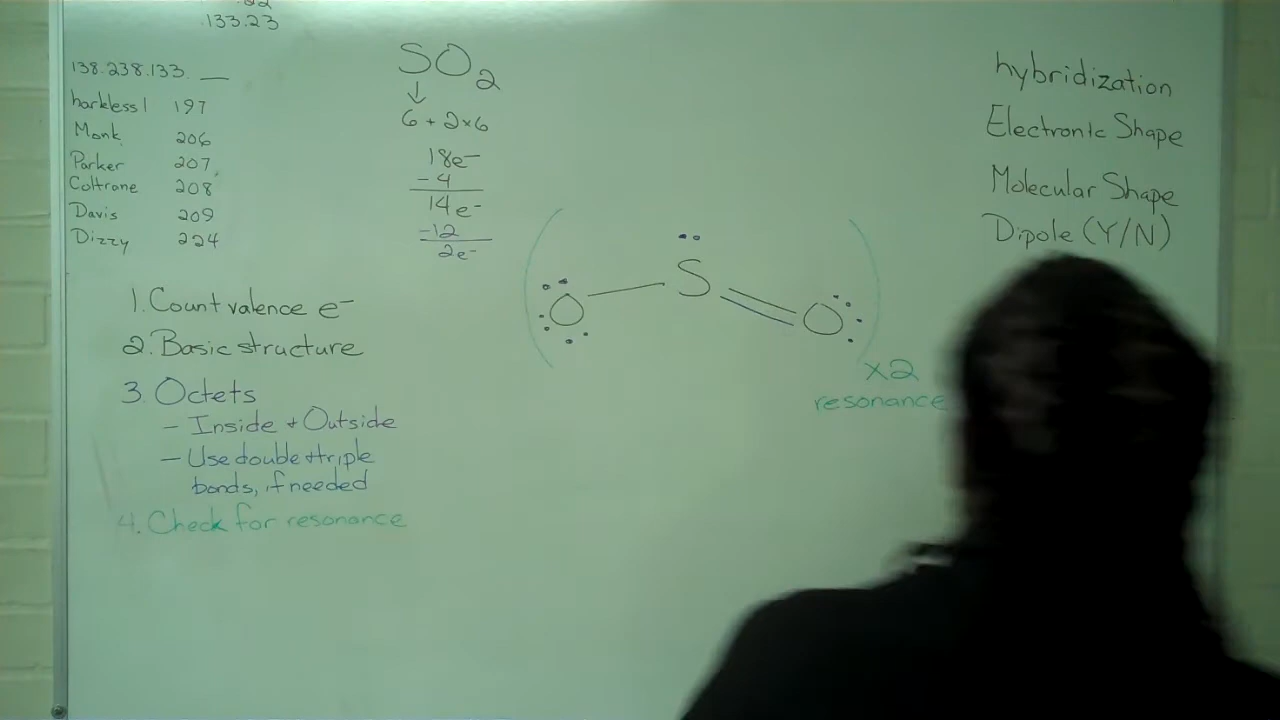 .133.23
138.238.133. __
harkless1 197
Monk 206
Parker 207
Coltrane 208
Davis 209
Dizzy 224
SO2
↓
6 + 2×6
18e−
−4
14e−
−12
2e−
1. Count valence e−
2. Basic structure
3. Octets
− Inside + Outside
− Use double + triple
bonds, if needed
4. Check for resonance
O S O
×2
resonance
hybridization
Electronic Shape
Molecular Shape
Dipole (Y/N)